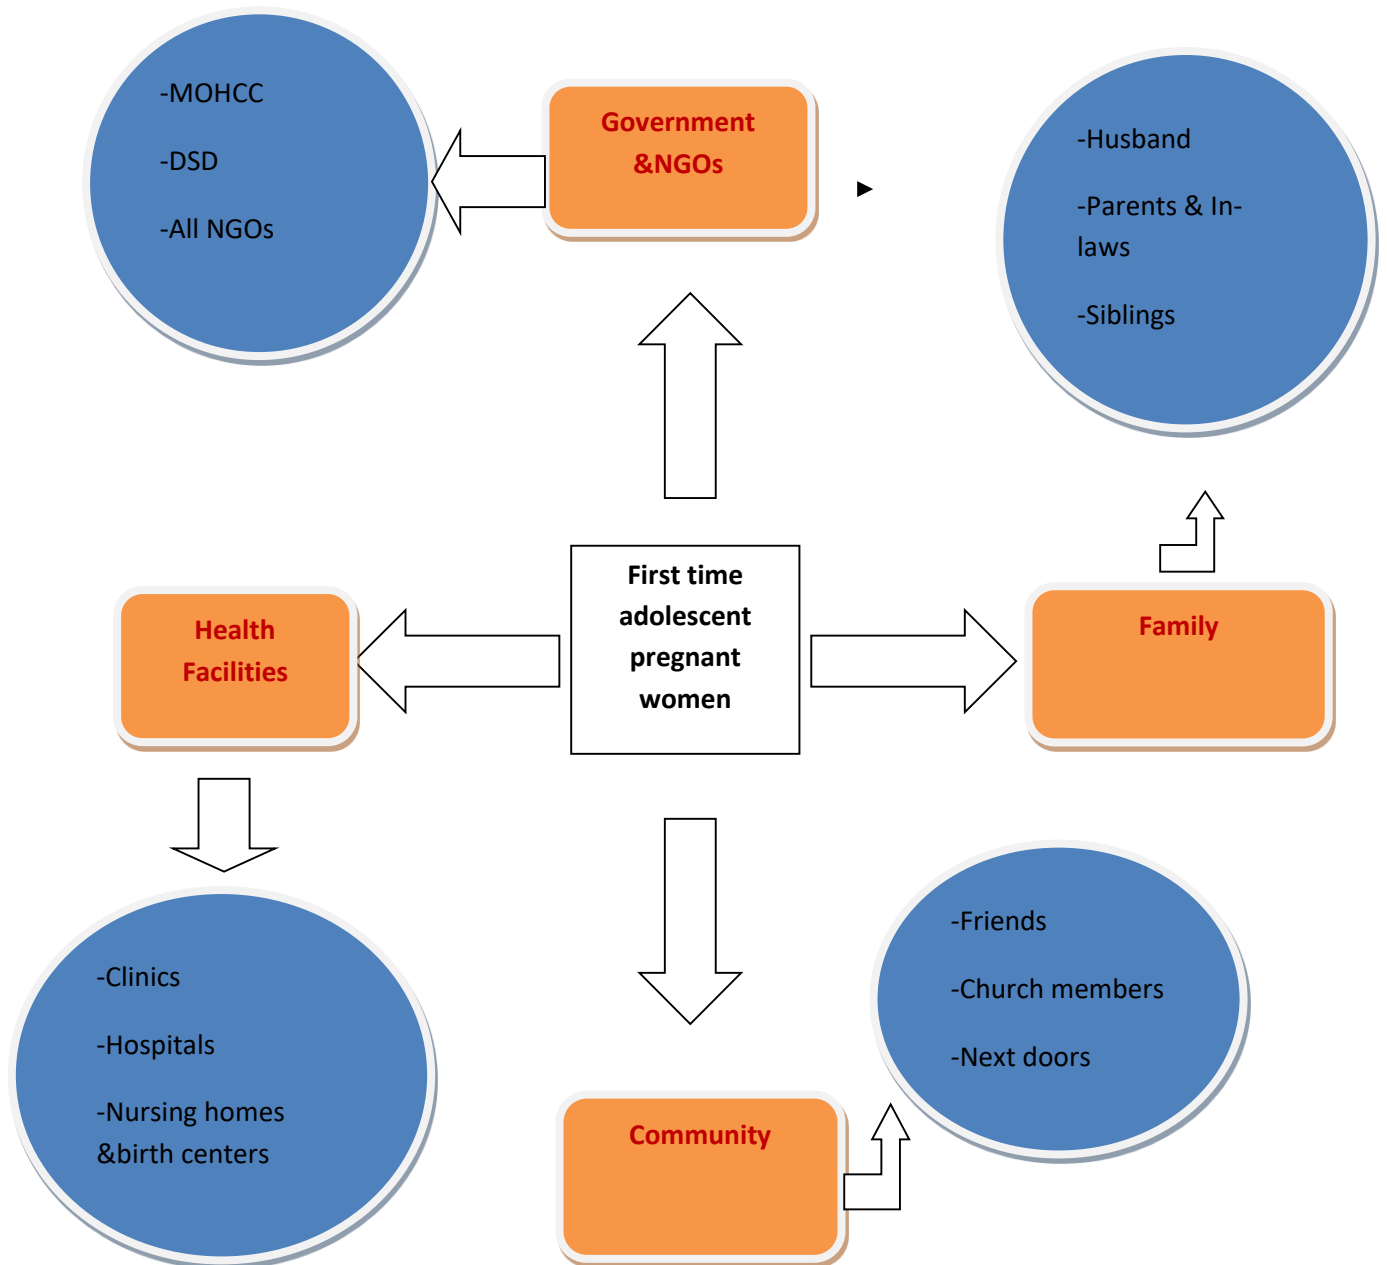 -MOHCC
-DSD
-All NGOs
Government
&NGOs
-Husband
-Parents & In-
laws
-Siblings
Health
Facilities
First time
adolescent
pregnant
women
Family
-Clinics
-Hospitals
-Nursing homes
&birth centers
Community
-Friends
-Church members
-Next doors